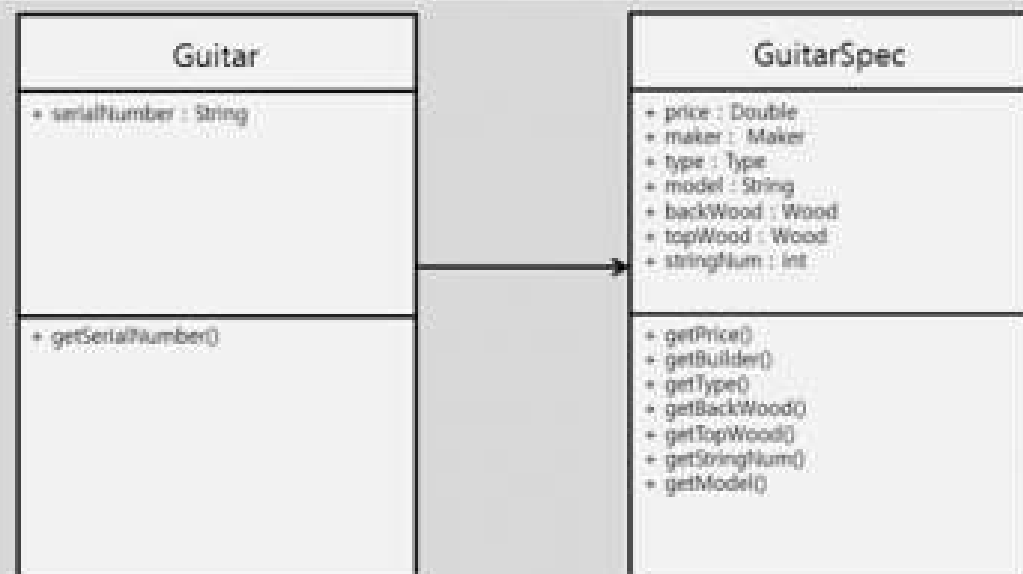 Guitar
+ serialNumber : String
+ getSerialNumber()
GuitarSpec
+ price : Double
+ maker : Maker
+ type : Type
+ model : String
+ backWood : Wood
+ topWood : Wood
+ stringNum : int
+ getPrice()
+ getBuilder()
+ getType()
+ getBackWood()
+ getTopWood()
+ getStringNum()
+ getModel()